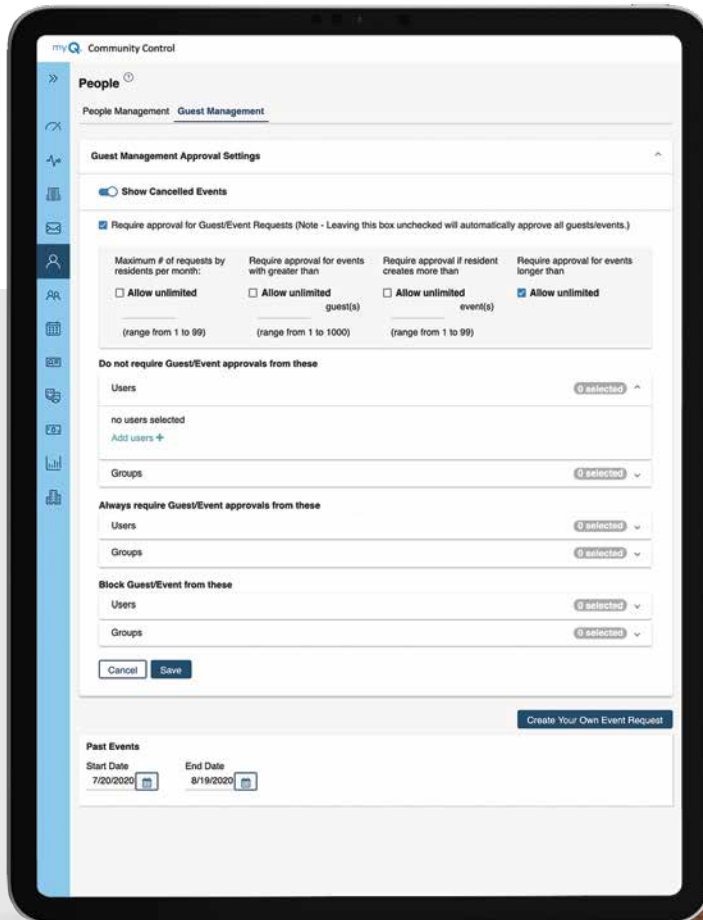 myQ. Community Control
People ?
People Management Guest Management
Guest Management Approval Settings
Show Cancelled Events
Require approval for Guest/Event Requests (Note - Leaving this box unchecked will automatically approve all guests/events.)
Maximum # of requests by
residents per month:
Allow unlimited
(range from 1 to 99)
Require approval for events
with greater than
Allow unlimited
guest(s)
(range from 1 to 1000)
Require approval if resident
creates more than
Allow unlimited
event(s)
(range from 1 to 99)
Require approval for events
longer than
Allow unlimited
Do not require Guest/Event approvals from these
Users 0 selected
no users selected
Add users +
Groups 0 selected
Always require Guest/Event approvals from these
Users 0 selected
Groups 0 selected
Block Guest/Event from these
Users 0 selected
Groups 0 selected
Cancel Save
Create Your Own Event Request
Past Events
Start Date End Date
7/20/2020 8/19/2020